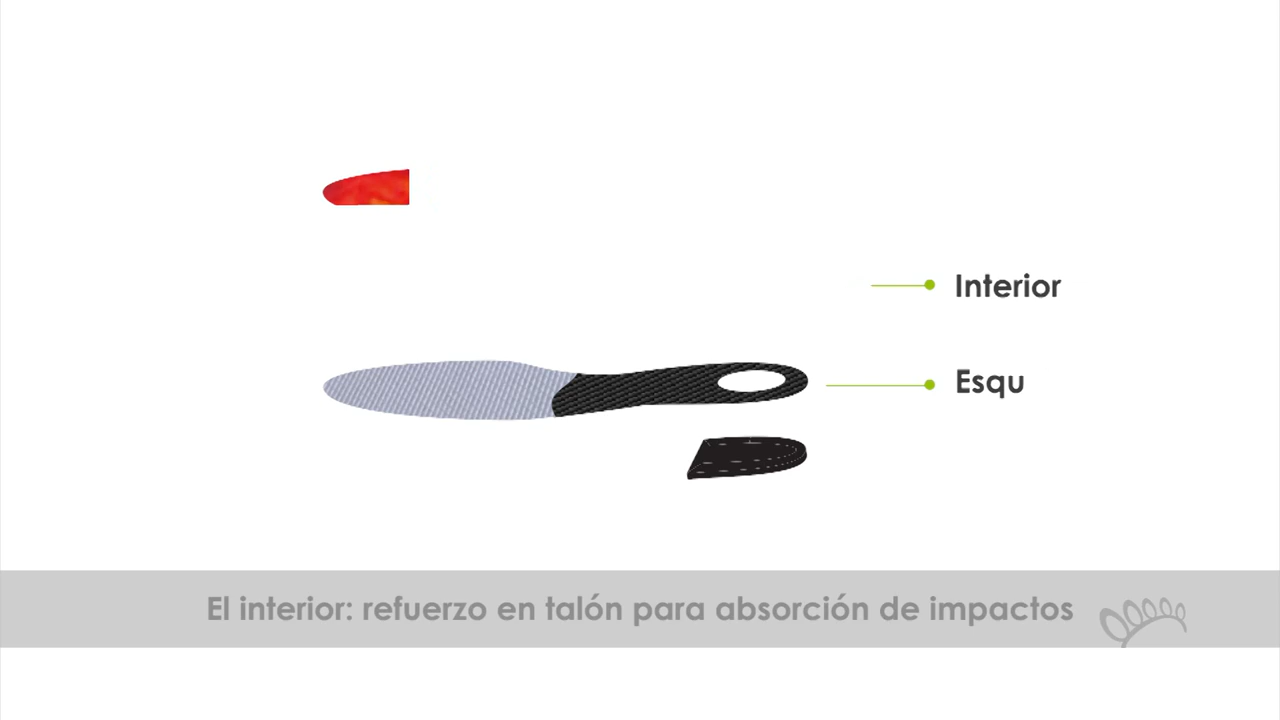 Interior
Esqu
El interior: refuerzo en talón para absorción de impactos